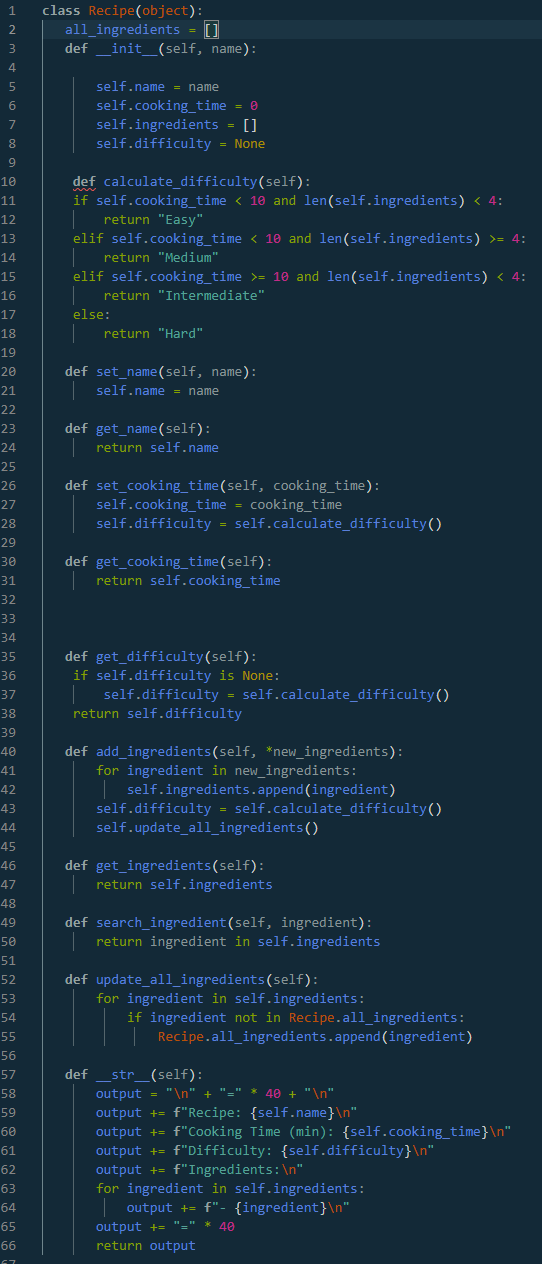 1 class Recipe(object):
2    all_ingredients = []
3    def __init__(self, name):
4
5        self.name = name
6        self.cooking_time = 0
7        self.ingredients = []
8        self.difficulty = None
9
10     def calculate_difficulty(self):
11     if self.cooking_time < 10 and len(self.ingredients) < 4:
12         return "Easy"
13     elif self.cooking_time < 10 and len(self.ingredients) >= 4:
14         return "Medium"
15     elif self.cooking_time >= 10 and len(self.ingredients) < 4:
16         return "Intermediate"
17     else:
18         return "Hard"
19
20    def set_name(self, name):
21        self.name = name
22
23    def get_name(self):
24        return self.name
25
26    def set_cooking_time(self, cooking_time):
27        self.cooking_time = cooking_time
28        self.difficulty = self.calculate_difficulty()
29
30    def get_cooking_time(self):
31        return self.cooking_time
32
33
34
35    def get_difficulty(self):
36     if self.difficulty is None:
37         self.difficulty = self.calculate_difficulty()
38     return self.difficulty
39
40    def add_ingredients(self, *new_ingredients):
41        for ingredient in new_ingredients:
42            self.ingredients.append(ingredient)
43        self.difficulty = self.calculate_difficulty()
44        self.update_all_ingredients()
45
46    def get_ingredients(self):
47        return self.ingredients
48
49    def search_ingredient(self, ingredient):
50        return ingredient in self.ingredients
51
52    def update_all_ingredients(self):
53        for ingredient in self.ingredients:
54            if ingredient not in Recipe.all_ingredients:
55                Recipe.all_ingredients.append(ingredient)
56
57    def __str__(self):
58        output = "\n" + "=" * 40 + "\n"
59        output += f"Recipe: {self.name}\n"
60        output += f"Cooking Time (min): {self.cooking_time}\n"
61        output += f"Difficulty: {self.difficulty}\n"
62        output += f"Ingredients:\n"
63        for ingredient in self.ingredients:
64            output += f"- {ingredient}\n"
65        output += "=" * 40
66        return output
67